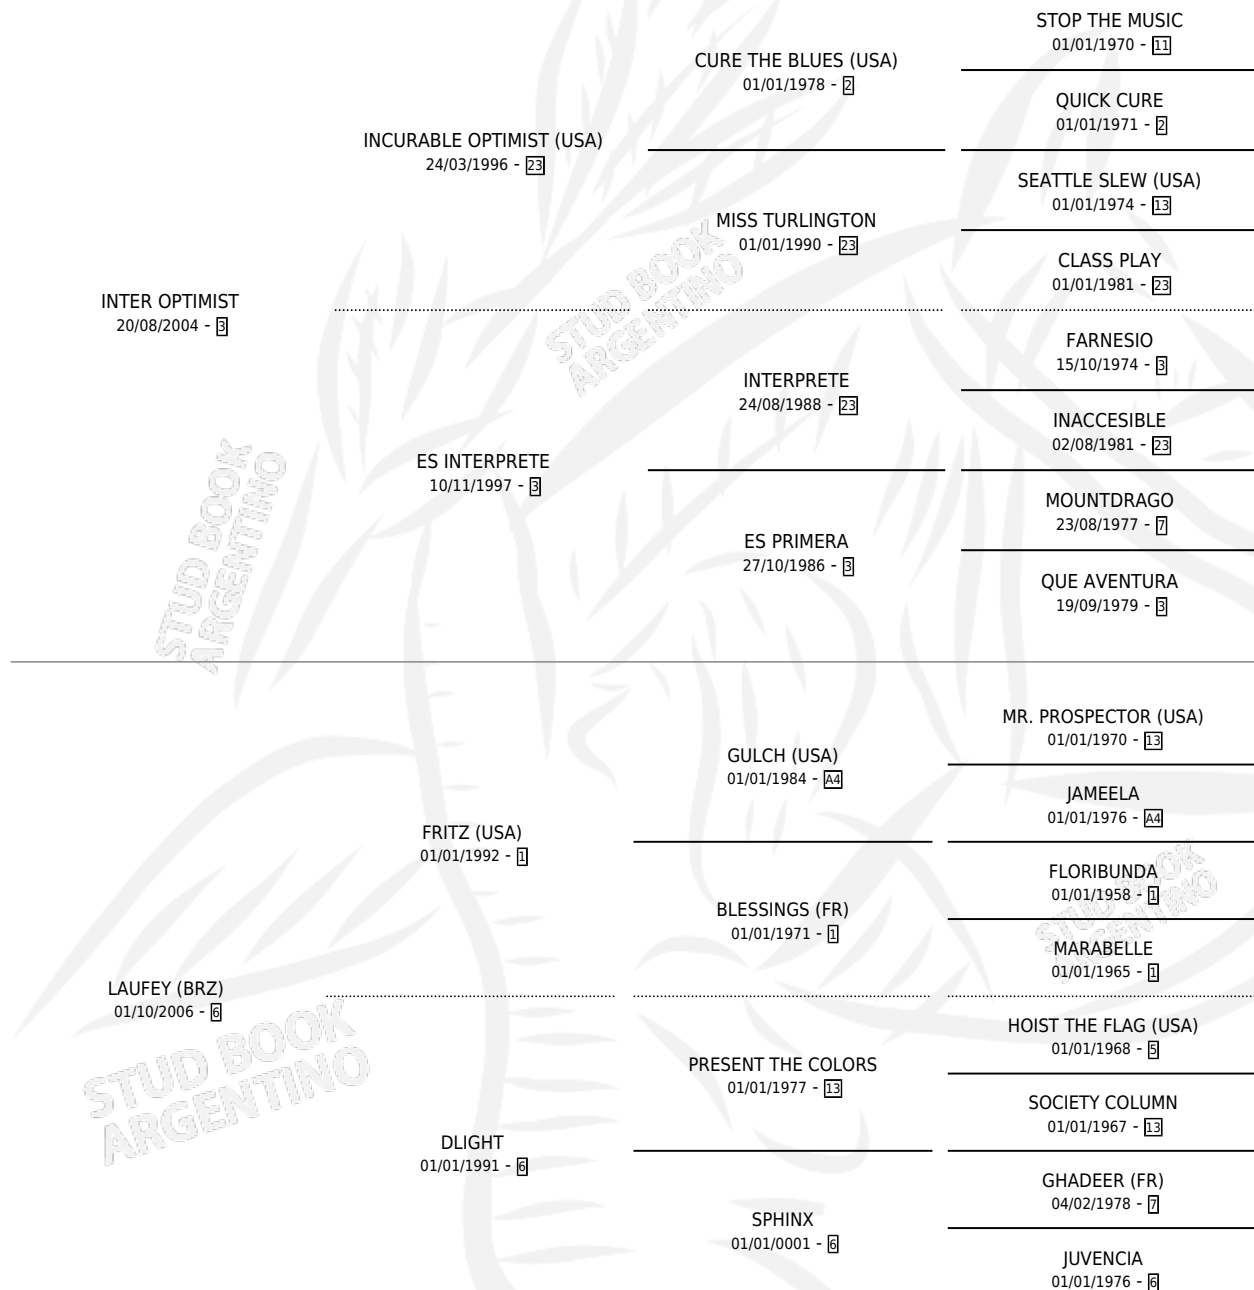 STOP THE MUSIC
01/01/1970 - 11
CURE THE BLUES (USA)
01/01/1978 - 2
QUICK CURE
01/01/1971 - 2
INCURABLE OPTIMIST (USA)
24/03/1996 - 23
SEATTLE SLEW (USA)
01/01/1974 - 13
MISS TURLINGTON
01/01/1990 - 23
CLASS PLAY
01/01/1981 - 23
INTER OPTIMIST
20/08/2004 - 3
FARNESIO
15/10/1974 - 3
INTERPRETE
24/08/1988 - 23
INACCESIBLE
02/08/1981 - 23
ES INTERPRETE
10/11/1997 - 3
MOUNTDRAGO
23/08/1977 - 7
ES PRIMERA
27/10/1986 - 3
QUE AVENTURA
19/09/1979 - 3
MR. PROSPECTOR (USA)
01/01/1970 - 13
GULCH (USA)
01/01/1984 - A4
JAMEELA
01/01/1976 - A4
FRITZ (USA)
01/01/1992 - 1
FLORIBUNDA
01/01/1958 - 1
BLESSINGS (FR)
01/01/1971 - 1
MARABELLE
01/01/1965 - 1
LAUFEY (BRZ)
01/10/2006 - 6
HOIST THE FLAG (USA)
01/01/1968 - 5
PRESENT THE COLORS
01/01/1977 - 13
SOCIETY COLUMN
01/01/1967 - 13
DLIGHT
01/01/1991 - 6
GHADEER (FR)
04/02/1978 - 7
SPHINX
01/01/0001 - 6
JUVENCIA
01/01/1976 - 6
STUD BOOK
ARGENTINO
STUD BOOK
ARGENTINO
STUD BOOK
ARGENTINO
STUD BOOK
ARGENTINO